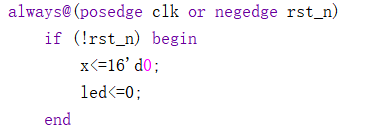 always@(posedge clk or negedge rst_n)
    if (!rst_n) begin
        x<=16'd0;
        led<=0;
    end